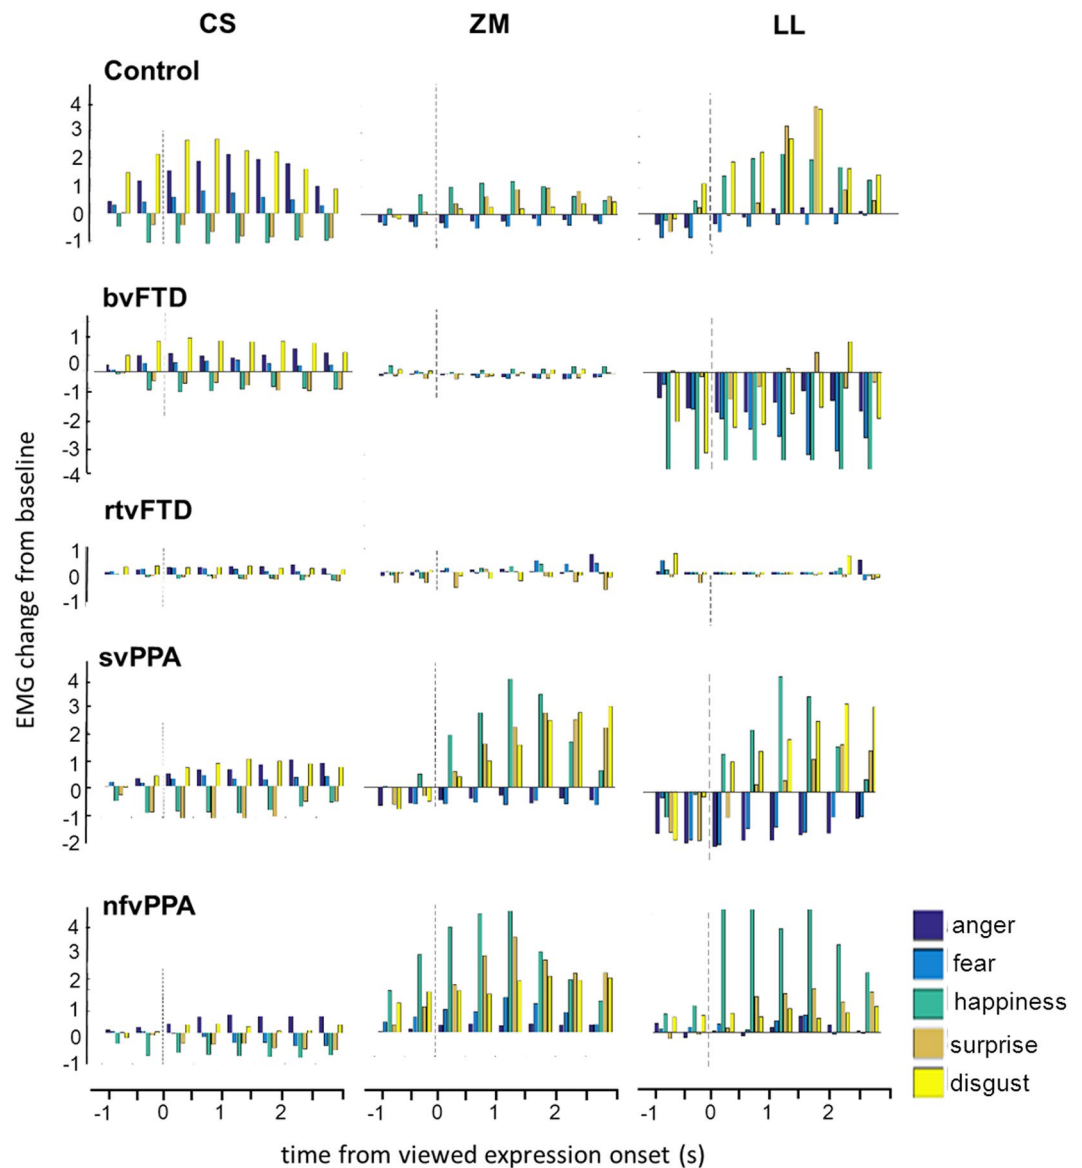 CS ZM LL
Control
4
3
2
1
0
-1
bvFTD
1
0
-1
-2
-3
-4
rtvFTD
1
0
-1
svPPA
4
3
2
1
0
-1
-2
nfvPPA
4
3
2
1
0
-1
EMG change from baseline
anger
fear
happiness
surprise
disgust
-1 0 1 2 -1 0 1 2 -1 0 1 2
time from viewed expression onset (s)